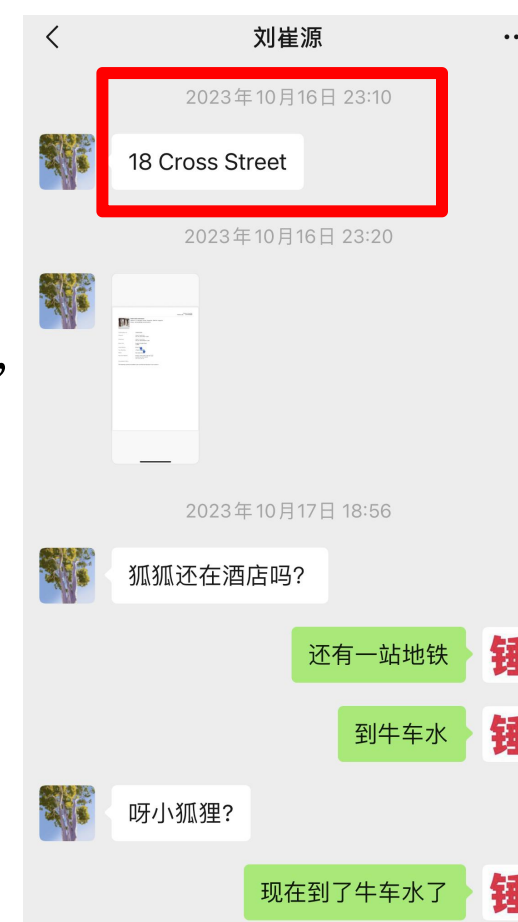 刘崔源
2023年10月16日 23:10
18 Cross Street
2023年10月16日 23:20
,
2023年10月17日 18:56
狐狐还在酒店吗?
还有一站地铁
到牛车水
呀小狐狸?
现在到了牛车水了